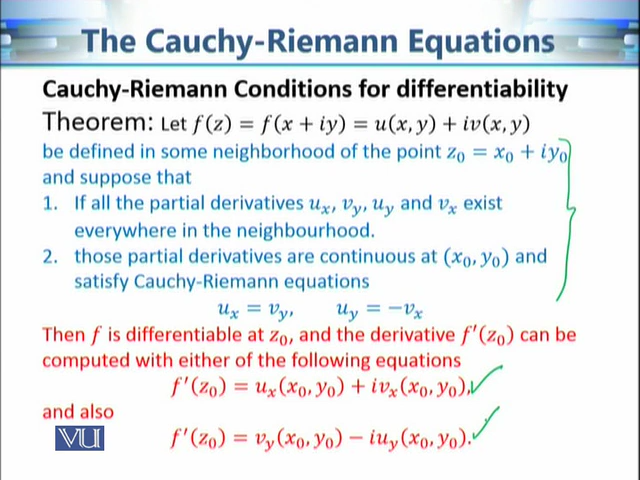 The Cauchy-Riemann Equations
Cauchy-Riemann Conditions for differentiability
Theorem: Let f(z) = f(x + iy) = u(x, y) + iv(x, y)
be defined in some neighborhood of the point z₀ = x₀ + iy₀
and suppose that
1. If all the partial derivatives uₓ, v_y, u_y and vₓ exist
everywhere in the neighbourhood.
2. those partial derivatives are continuous at (x₀, y₀) and
satisfy Cauchy-Riemann equations
uₓ = v_y, u_y = −vₓ
Then f is differentiable at z₀, and the derivative f′(z₀) can be
computed with either of the following equations
f′(z₀) = uₓ(x₀, y₀) + ivₓ(x₀, y₀),
and also
VU
f′(z₀) = v_y(x₀, y₀) − iu_y(x₀, y₀).